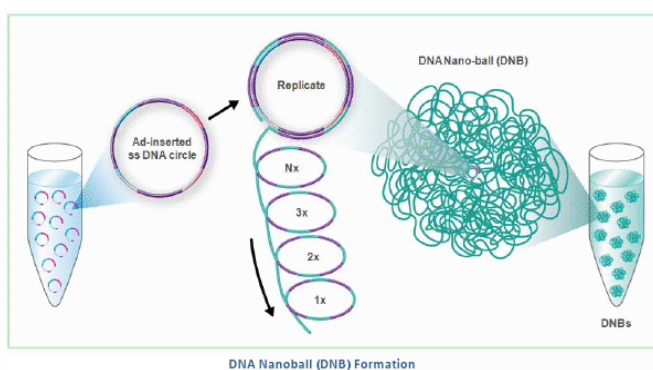 Ad-inserted
ss DNA circle
Replicate
Nx
3x
2x
1x
DNA Nano-ball (DNB)
DNBs
DNA Nanoball (DNB) Formation